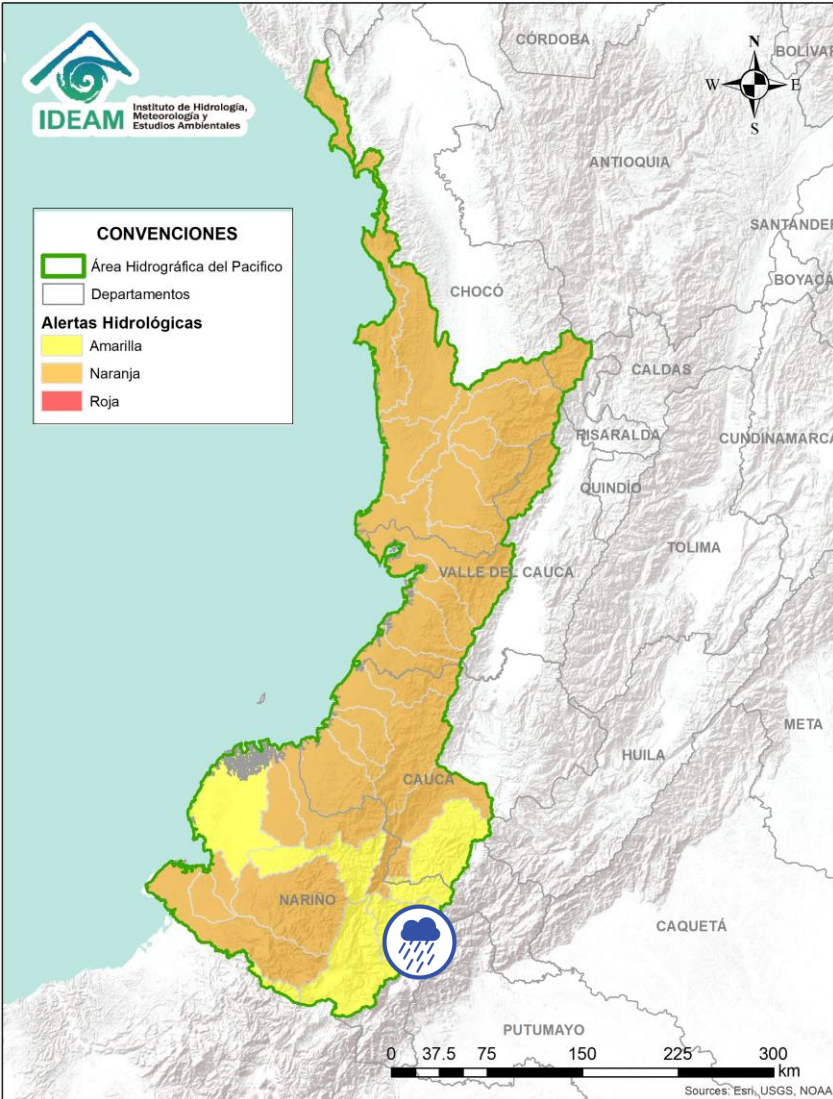 IDEAM
Instituto de Hidrología,
Meteorología y
Estudios Ambientales
CÓRDOBA
BOLÍVAR
N
W
E
S
ANTIOQUIA
SANTANDER
BOYACÁ
CONVENCIONES
Área Hidrográfica del Pacifico
Departamentos
Alertas Hidrológicas
Amarilla
Naranja
Roja
CHOCÓ
CALDAS
RISARALDA
CUNDINAMARCA
QUINDÍO
TOLIMA
VALLE DEL CAUCA
META
HUILA
CAUCA
NARIÑO
CAQUETÁ
PUTUMAYO
0 37.5 75 150 225 300
km
Sources: Esri, USGS, NOAA